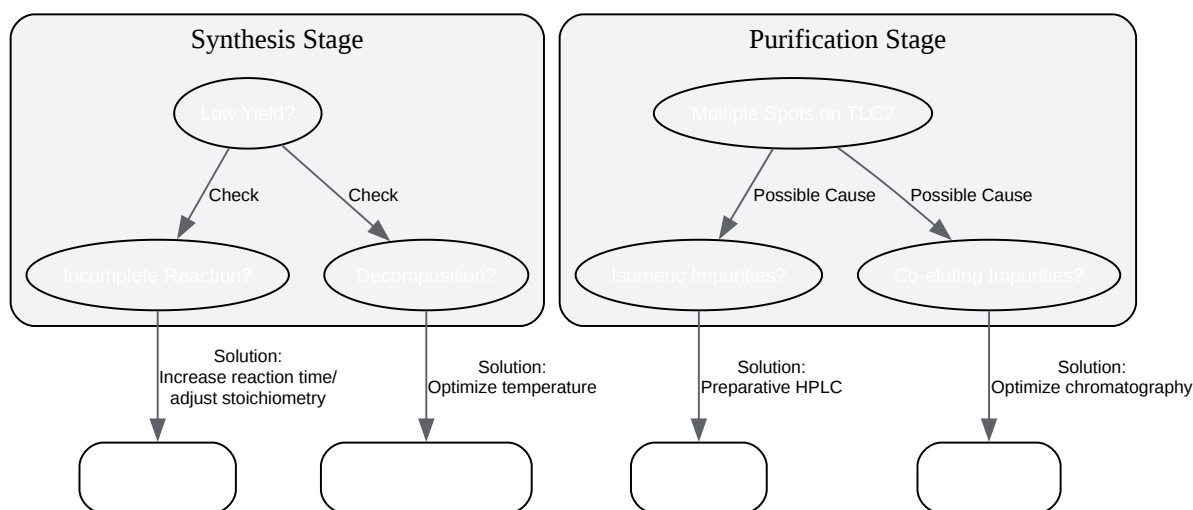 Synthesis Stage
Purification Stage
Low Yield?
Multiple Spots on TLC?
Check
Check
Possible Cause
Possible Cause
Incomplete Reaction?
Decomposition?
Isomeric Impurities?
Co-eluting Impurities?
Solution:
Increase reaction time/
adjust stoichiometry
Solution:
Optimize temperature
Solution:
Preparative HPLC
Solution:
Optimize chromatography